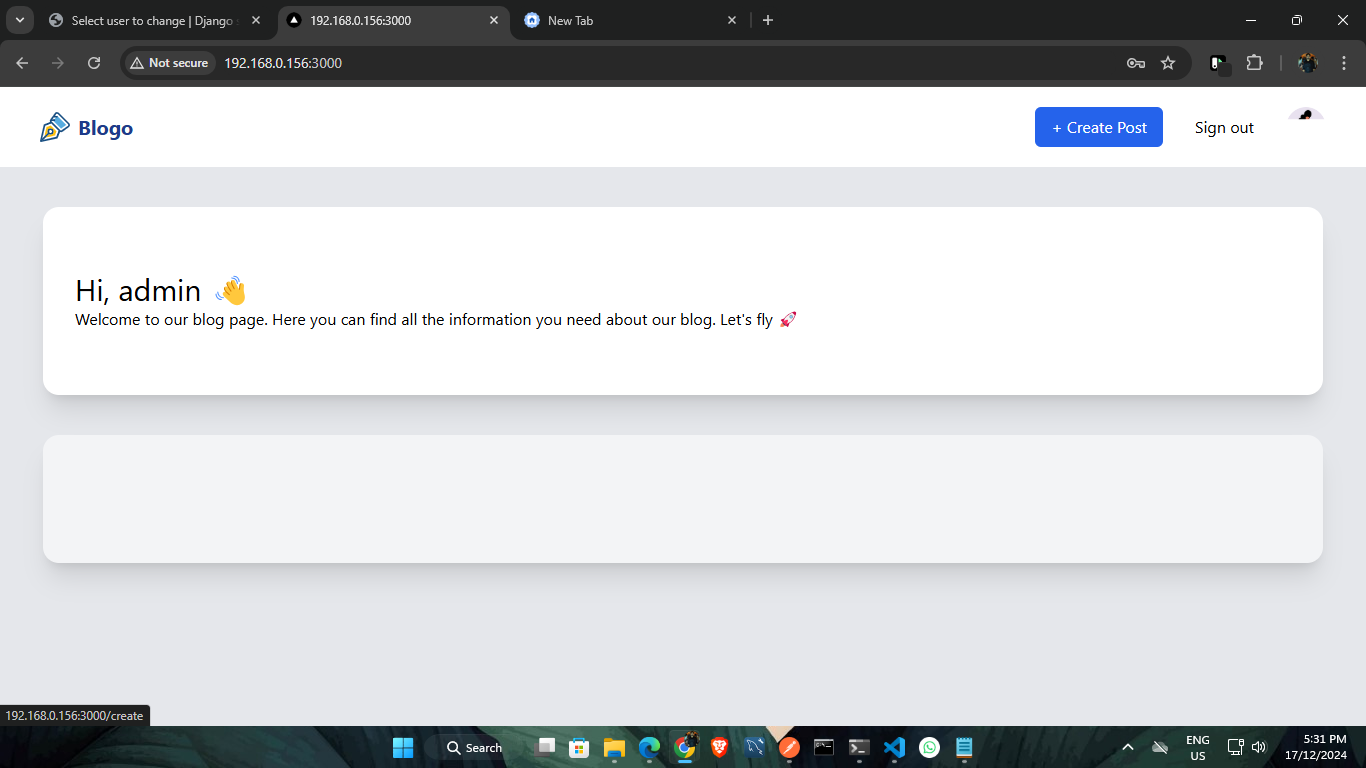 Select user to change | Django s
192.168.0.156:3000
New Tab
Not secure
192.168.0.156:3000
Blogo
+ Create Post
Sign out
Hi, admin 👋
Welcome to our blog page. Here you can find all the information you need about our blog. Let's fly 🚀
192.168.0.156:3000/create
Search
ENG
US
5:31 PM
17/12/2024